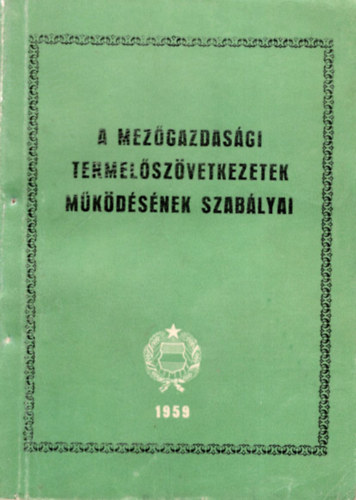 A MEZŐGAZDASÁGI
TERMELŐSZÖVETKEZETEK
MŰKÖDÉSÉNEK SZABÁLYAI
1959